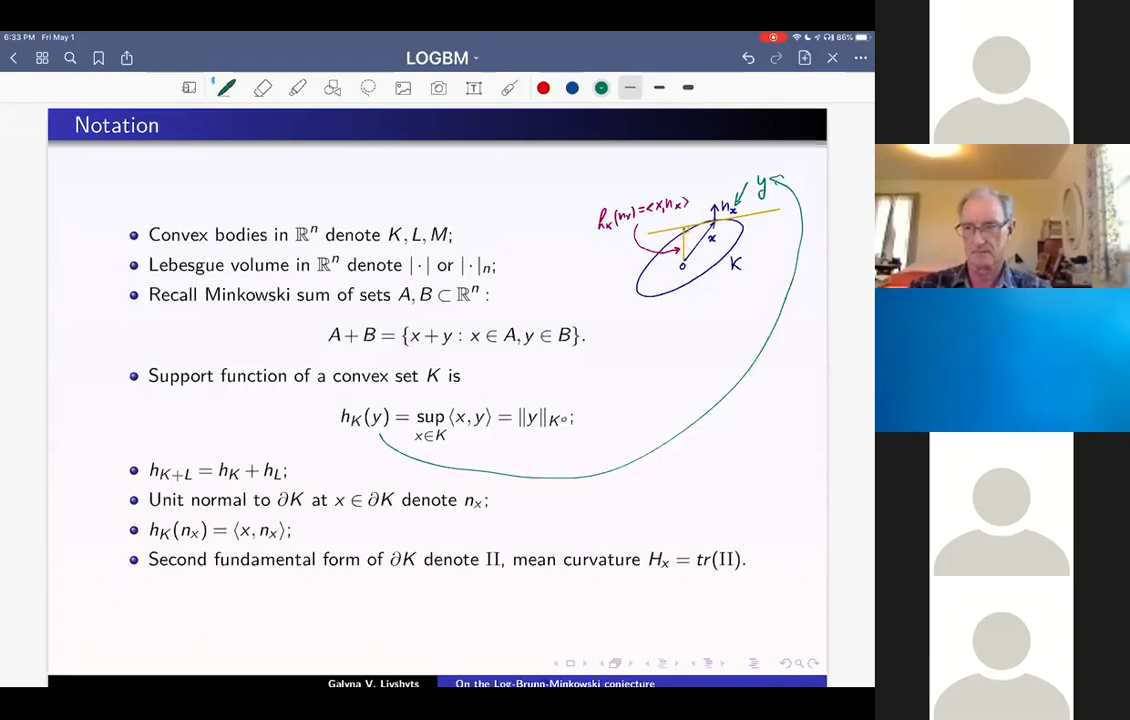 6:33 PM Fri May 1
86%
LOGBM
Notation
Convex bodies in ℝⁿ denote K, L, M;
Lebesgue volume in ℝⁿ denote |·| or |·|ₙ;
Recall Minkowski sum of sets A, B ⊂ ℝⁿ :
A + B = {x + y : x ∈ A, y ∈ B}.
Support function of a convex set K is
h_K(y) = sup_{x∈K} ⟨x, y⟩ = ‖y‖_{K°};
h_{K+L} = h_K + h_L;
Unit normal to ∂K at x ∈ ∂K denote n_x;
h_K(n_x) = ⟨x, n_x⟩;
Second fundamental form of ∂K denote II, mean curvature H_x = tr(II).
h_K(n_x) = <x, n_x>
n_x
y
x
o
K
Galyna V. Livshyts
On the Log-Brunn-Minkowski conjecture